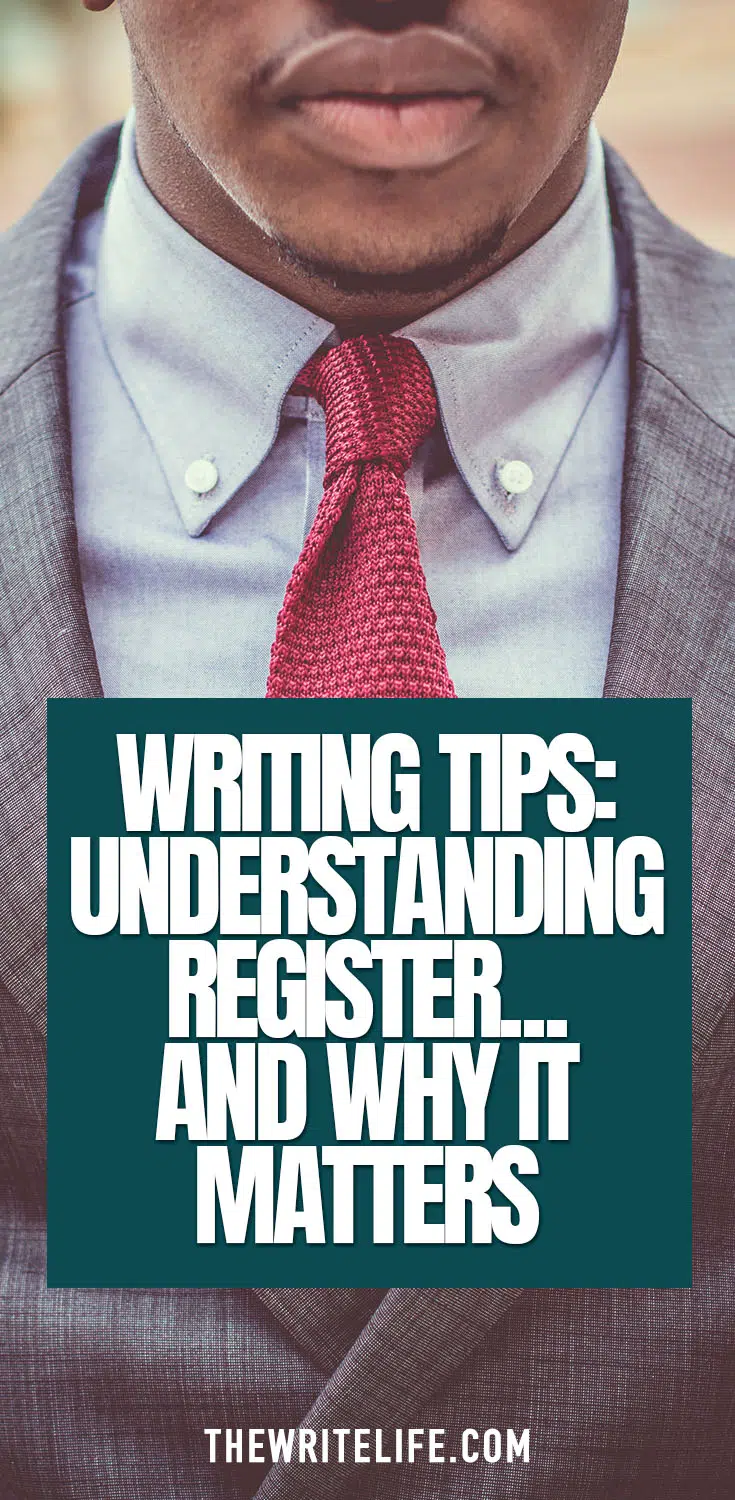 WRITING TIPS:
UNDERSTANDING
REGISTER...
AND WHY IT
MATTERS
THEWRITELIFE.COM